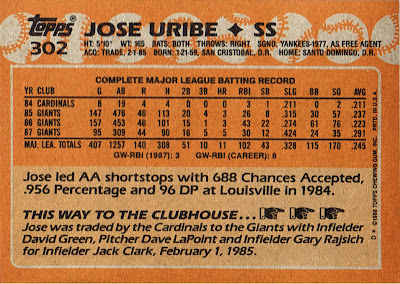 Topps
302
JOSE URIBE ✦ SS
HT: 5'10" WT: 165 BATS: BOTH THROWS: RIGHT SGND: YANKEES-1977, AS FREE AGENT
ACQ: TRADE, 2-1-85 BORN: 1-21-59, SAN CRISTOBAL, D.R. HOME: SANTO DOMINGO, D.R.
COMPLETE MAJOR LEAGUE BATTING RECORD
YR CLUB G AB R H 2B 3B HR RBI SB SLG BB SO AVG
84 CARDINALS 8 19 4 4 0 0 0 3 1 .211 0 2 .211
85 GIANTS 147 476 46 113 20 4 3 26 8 .315 30 57 .237
86 GIANTS 157 453 46 101 15 1 3 43 22 .274 61 76 .223
87 GIANTS 95 309 44 90 16 5 5 30 12 .424 24 35 .291
MAJ. LEA. TOTALS 407 1257 140 308 51 10 11 102 43 .328 115 170 .245
GW-RBI (1987): 3 GW-RBI (CAREER): 8
Jose led AA shortstops with 688 Chances Accepted,
.956 Percentage and 96 DP at Louisville in 1984.
THIS WAY TO THE CLUBHOUSE...
Jose was traded by the Cardinals to the Giants with Infielder
David Green, Pitcher Dave LaPoint and Infielder Gary Rajsich
for Infielder Jack Clark, February 1, 1985.
D* © 1988 TOPPS CHEWING GUM, INC. PRTD. IN U.S.A.